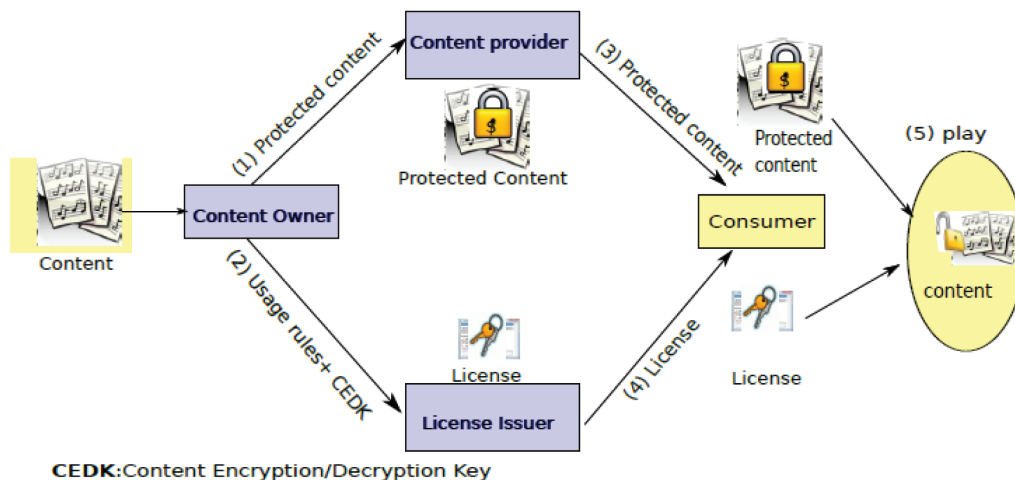 Content provider
(1) Protected content
(3) Protected content
Protected Content
Protected
content
(5) play
Content Owner
Consumer
Content
content
(2) Usage rules+ CEDK
License
(4) License
License
License Issuer
CEDK:Content Encryption/Decryption Key
$
$